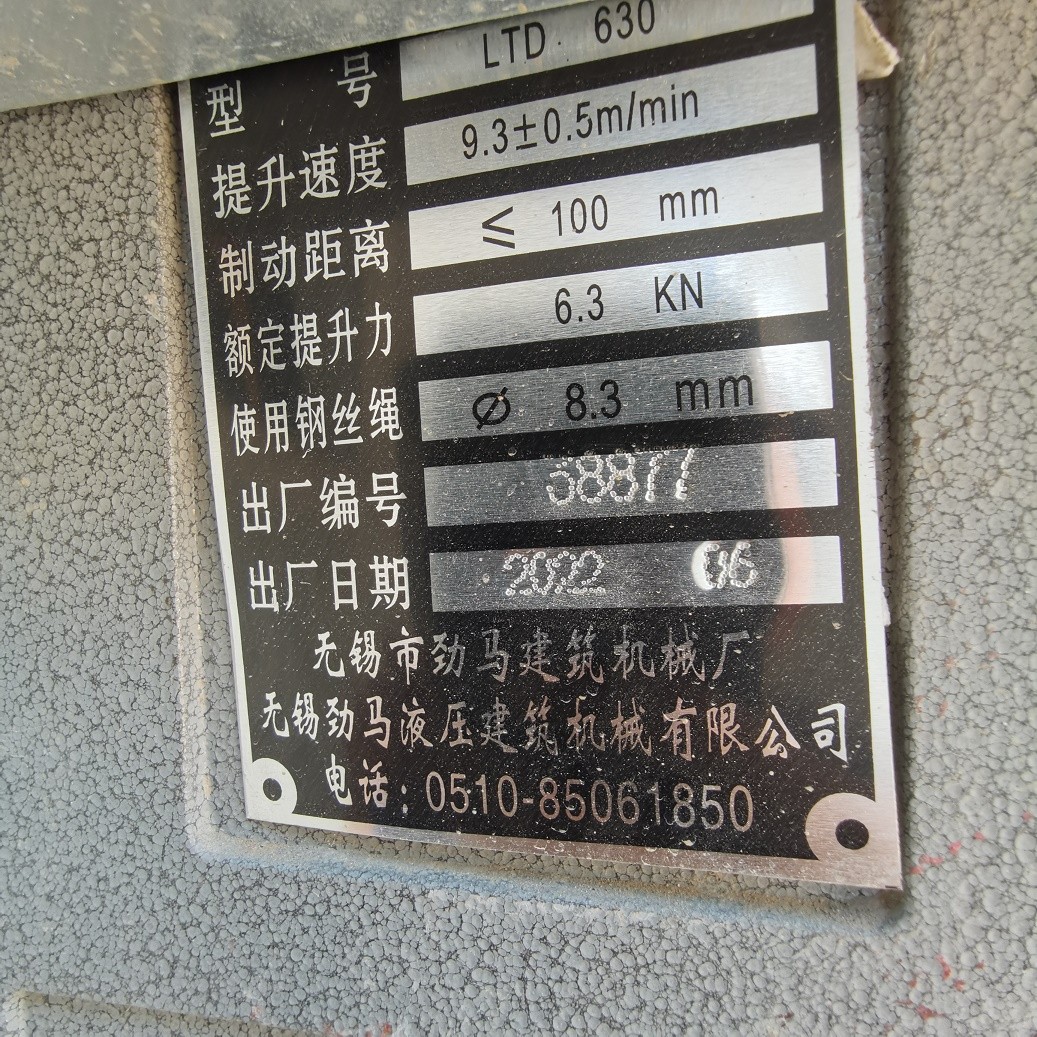 型号 LTD 630
提升速度 9.3±0.5m/min
制动距离 ≤ 100 mm
额定提升力 6.3 KN
使用钢丝绳 Ø 8.3 mm
出厂编号 38877
出厂日期 2022 06
无锡市劲马建筑机械厂
无锡劲马液压建筑机械有限公司
电话：0510-85061850